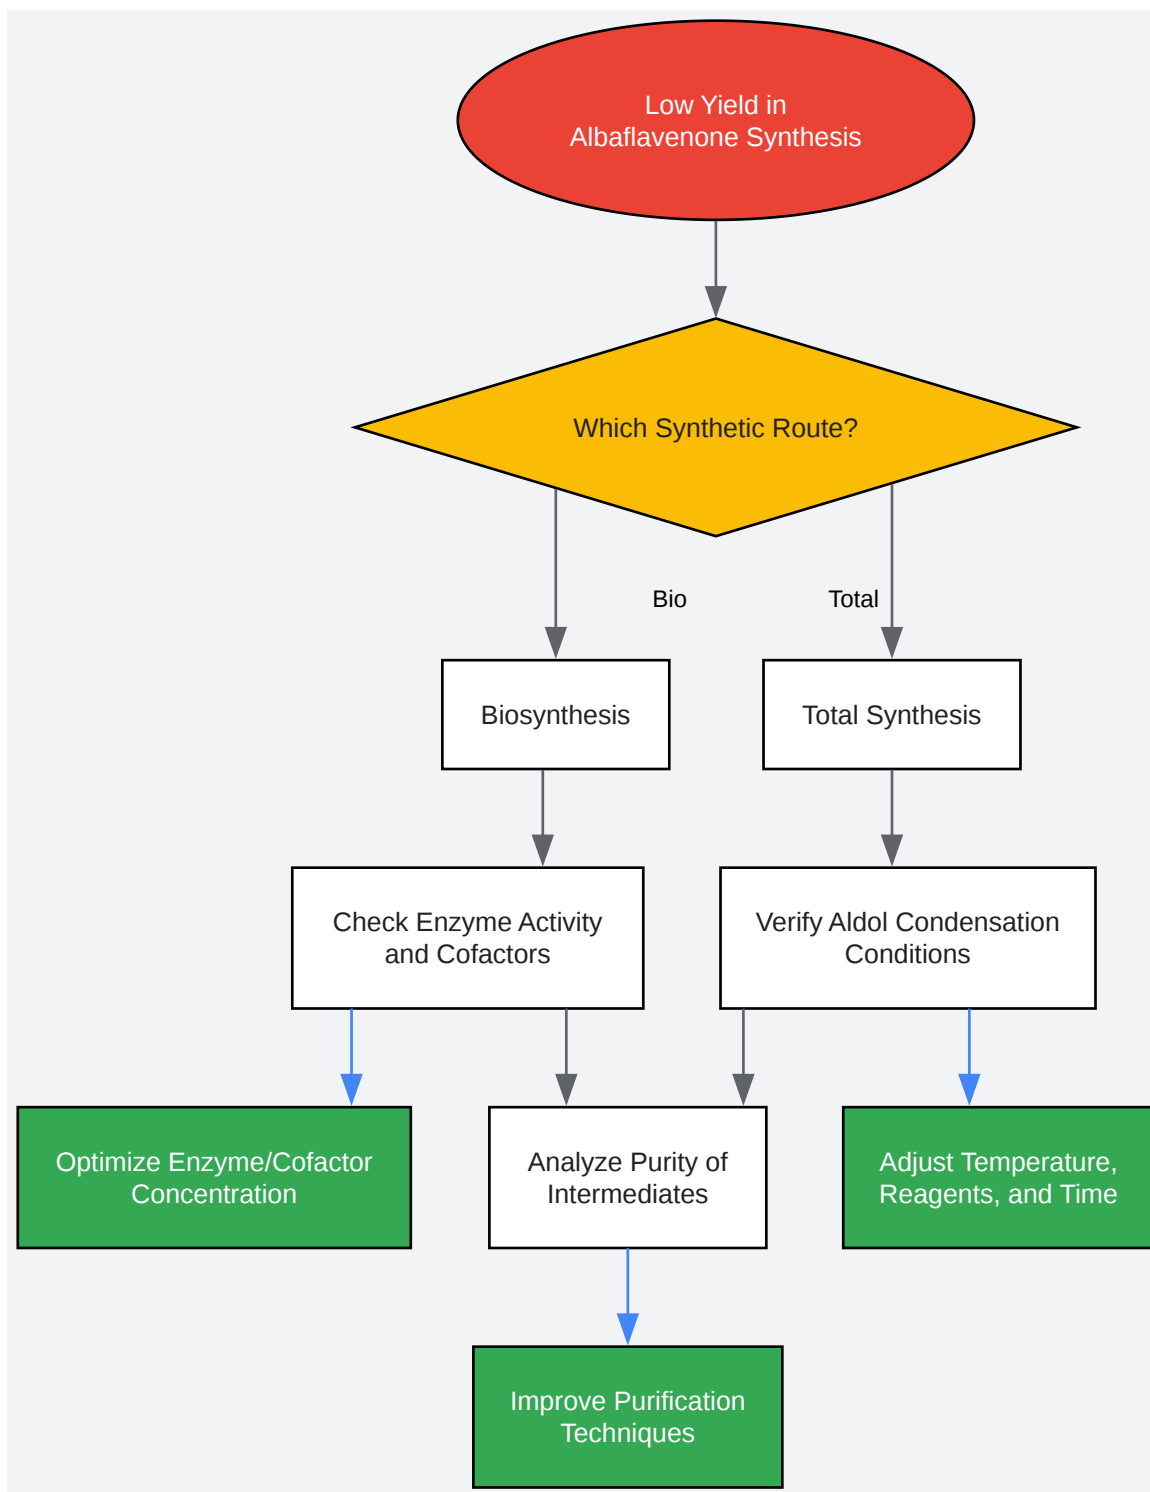 Low Yield in
Albaflavenone Synthesis
Which Synthetic Route?
Bio
Total
Biosynthesis
Total Synthesis
Check Enzyme Activity
and Cofactors
Verify Aldol Condensation
Conditions
Optimize Enzyme/Cofactor
Concentration
Analyze Purity of
Intermediates
Adjust Temperature,
Reagents, and Time
Improve Purification
Techniques